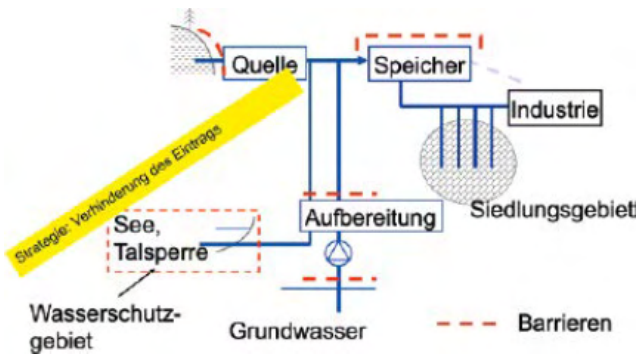 Quelle
Speicher
Industrie
Strategie: Verhinderung des Eintrags
Aufbereitung
Siedlungsgebiet
See,
Talsperre
Wasserschutz-
gebiet
Grundwasser
Barrieren